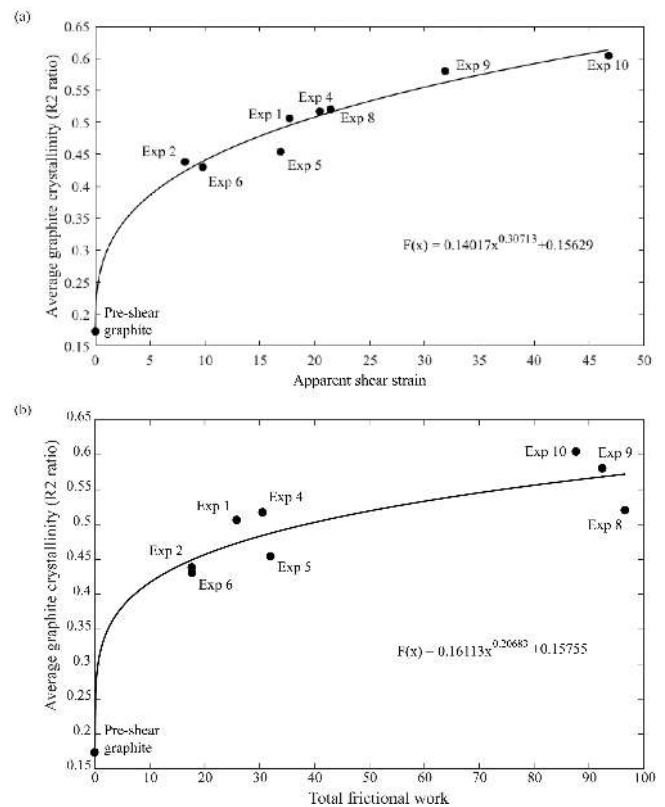 (a)
0.65
0.6
0.55
0.5
0.45
0.4
0.35
0.3
0.25
0.2
0.15
Average graphite crystallinity (R2 ratio)
Exp 9
Exp 10
Exp 4
Exp 1
Exp 8
Exp 2
Exp 5
Exp 6
F(x) = 0.14017x^0.30713+0.15629
Pre-shear
graphite
0 5 10 15 20 25 30 35 40 45 50
Apparent shear strain
(b)
0.65
0.6
0.55
0.5
0.45
0.4
0.35
0.3
0.25
0.2
0.15
Average graphite crystallinity (R2 ratio)
Exp 10
Exp 9
Exp 1
Exp 4
Exp 8
Exp 2
Exp 5
Exp 6
F(x) = 0.16113x^0.20683 +0.15755
Pre-shear
graphite
0 10 20 30 40 50 60 70 80 90 100
Total frictional work